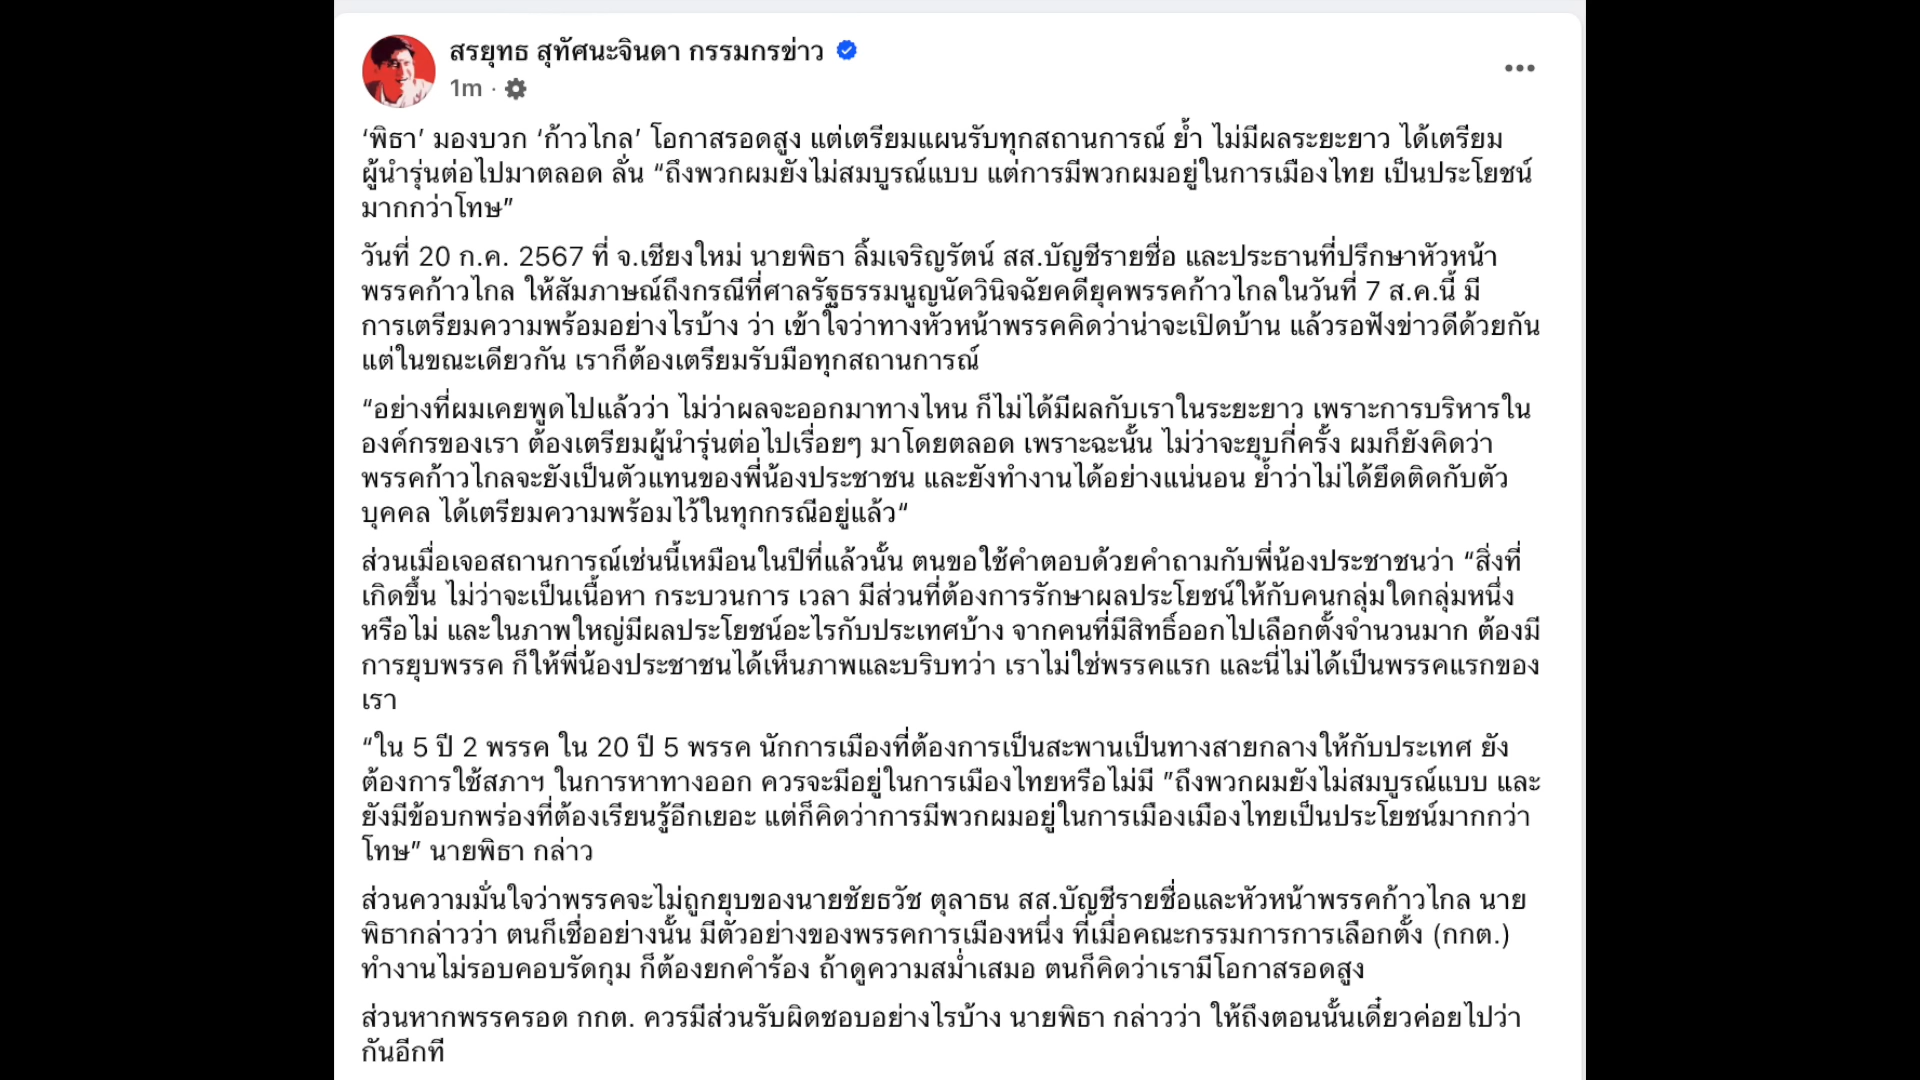 สรยุทธ สุทัศนะจินดา กรรมกรข่าว
1m ·
‘พิธา’ มองบวก ‘ก้าวไกล’ โอกาสรอดสูง แต่เตรียมแผนรับทุกสถานการณ์ ย้ำ ไม่มีผลระยะยาว ได้เตรียม
ผู้นำรุ่นต่อไปมาตลอด ลั่น “ถึงพวกผมยังไม่สมบูรณ์แบบ แต่การมีพวกผมอยู่ในการเมืองไทย เป็นประโยชน์
มากกว่าโทษ”
วันที่ 20 ก.ค. 2567 ที่ จ.เชียงใหม่ นายพิธา ลิ้มเจริญรัตน์ สส.บัญชีรายชื่อ และประธานที่ปรึกษาหัวหน้า
พรรคก้าวไกล ให้สัมภาษณ์ถึงกรณีที่ศาลรัฐธรรมนูญนัดวินิจฉัยคดียุคพรรคก้าวไกลในวันที่ 7 ส.ค.นี้ มี
การเตรียมความพร้อมอย่างไรบ้าง ว่า เข้าใจว่าทางหัวหน้าพรรคคิดว่าน่าจะเปิดบ้าน แล้วรอฟังข่าวดีด้วยกัน
แต่ในขณะเดียวกัน เราก็ต้องเตรียมรับมือทุกสถานการณ์
“อย่างที่ผมเคยพูดไปแล้วว่า ไม่ว่าผลจะออกมาทางไหน ก็ไม่ได้มีผลกับเราในระยะยาว เพราะการบริหารใน
องค์กรของเรา ต้องเตรียมผู้นำรุ่นต่อไปเรื่อยๆ มาโดยตลอด เพราะฉะนั้น ไม่ว่าจะยุบกี่ครั้ง ผมก็ยังคิดว่า
พรรคก้าวไกลจะยังเป็นตัวแทนของพี่น้องประชาชน และยังทำงานได้อย่างแน่นอน ย้ำว่าไม่ได้ยึดติดกับตัว
บุคคล ได้เตรียมความพร้อมไว้ในทุกกรณีอยู่แล้ว“
ส่วนเมื่อเจอสถานการณ์เช่นนี้เหมือนในปีที่แล้วนั้น ตนขอใช้คำตอบด้วยคำถามกับพี่น้องประชาชนว่า “สิ่งที่
เกิดขึ้น ไม่ว่าจะเป็นเนื้อหา กระบวนการ เวลา มีส่วนที่ต้องการรักษาผลประโยชน์ให้กับคนกลุ่มใดกลุ่มหนึ่ง
หรือไม่ และในภาพใหญ่มีผลประโยชน์อะไรกับประเทศบ้าง จากคนที่มีสิทธิ์ออกไปเลือกตั้งจำนวนมาก ต้องมี
การยุบพรรค ก็ให้พี่น้องประชาชนได้เห็นภาพและบริบทว่า เราไม่ใช่พรรคแรก และนี่ไม่ได้เป็นพรรคแรกของ
เรา
“ใน 5 ปี 2 พรรค ใน 20 ปี 5 พรรค นักการเมืองที่ต้องการเป็นสะพานเป็นทางสายกลางให้กับประเทศ ยัง
ต้องการใช้สภาฯ ในการหาทางออก ควรจะมีอยู่ในการเมืองไทยหรือไม่มี ”ถึงพวกผมยังไม่สมบูรณ์แบบ และ
ยังมีข้อบกพร่องที่ต้องเรียนรู้อีกเยอะ แต่ก็คิดว่าการมีพวกผมอยู่ในการเมืองเมืองไทยเป็นประโยชน์มากกว่า
โทษ” นายพิธา กล่าว
ส่วนความมั่นใจว่าพรรคจะไม่ถูกยุบของนายชัยธวัช ตุลาธน สส.บัญชีรายชื่อและหัวหน้าพรรคก้าวไกล นาย
พิธากล่าวว่า ตนก็เชื่ออย่างนั้น มีตัวอย่างของพรรคการเมืองหนึ่ง ที่เมื่อคณะกรรมการการเลือกตั้ง (กกต.)
ทำงานไม่รอบคอบรัดกุม ก็ต้องยกคำร้อง ถ้าดูความสม่ำเสมอ ตนก็คิดว่าเรามีโอกาสรอดสูง
ส่วนหากพรรครอด กกต. ควรมีส่วนรับผิดชอบอย่างไรบ้าง นายพิธา กล่าวว่า ให้ถึงตอนนั้นเดี๋ยวค่อยไปว่า
กันอีกที